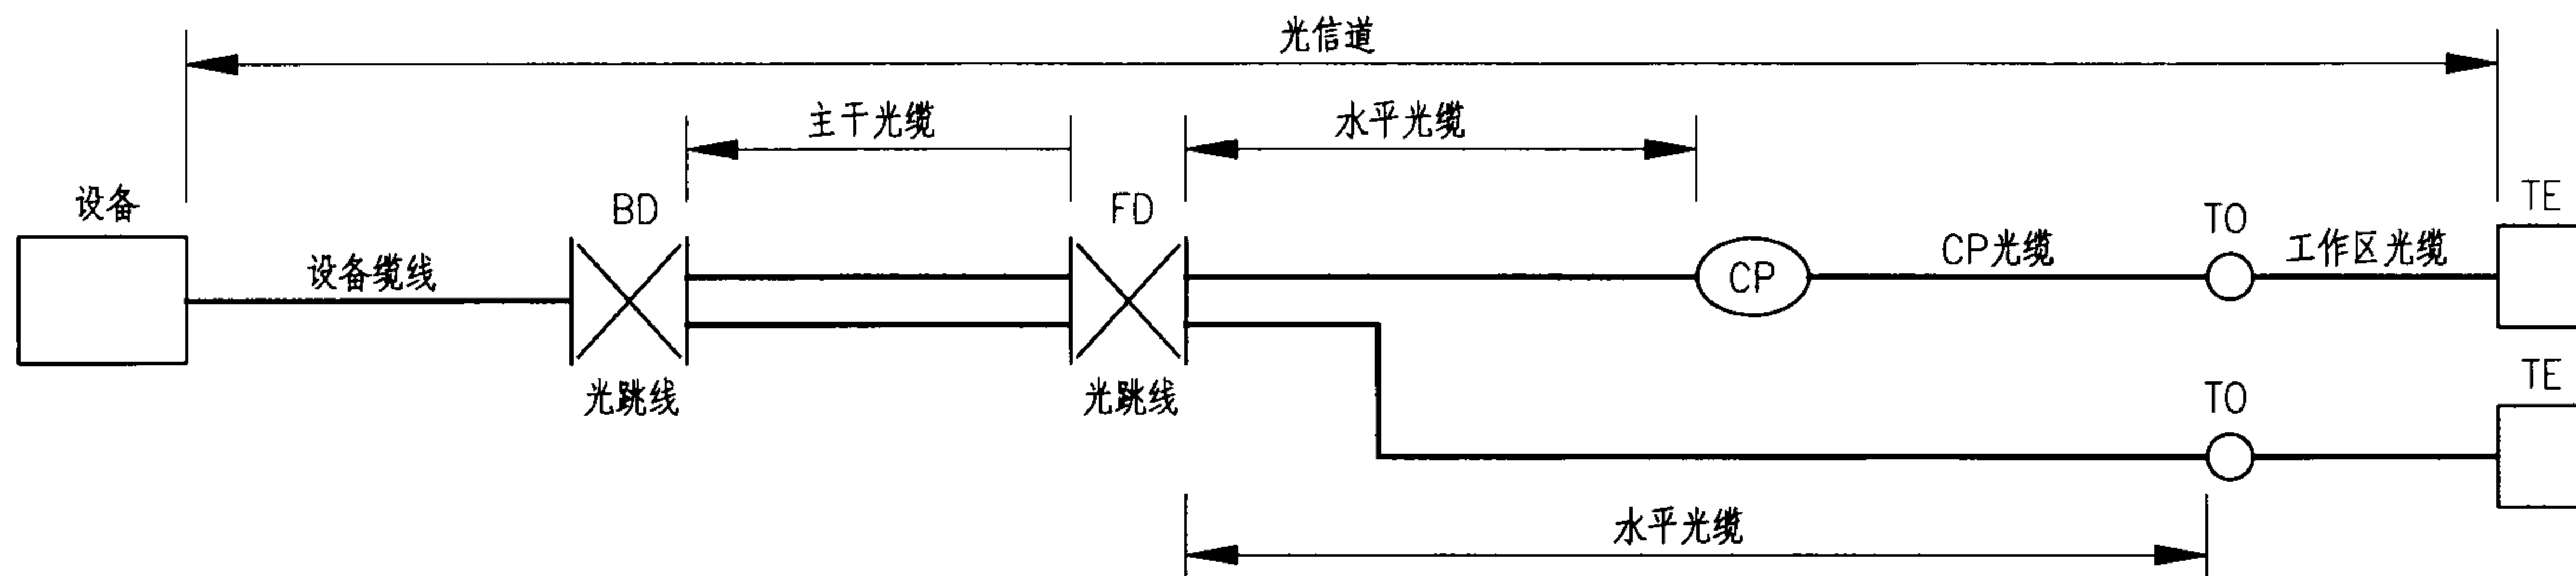 光信道
主干光缆
水平光缆
设备
BD
FD
TO
TE
设备缆线
CP
CP光缆
工作区光缆
光跳线
光跳线
TO
TE
水平光缆